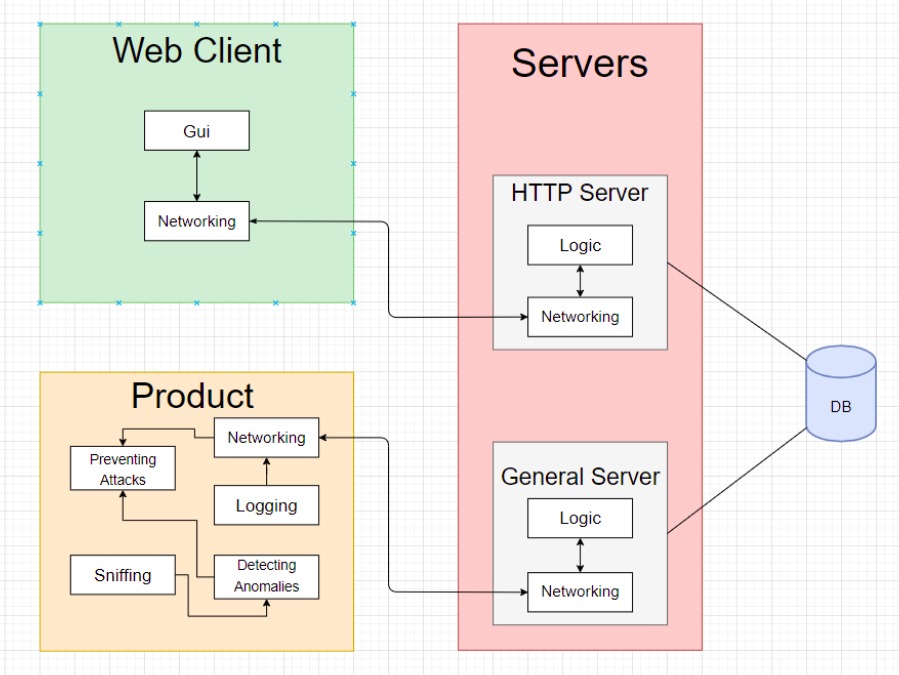 Web Client
Gui
Networking
Servers
HTTP Server
Logic
Networking
Product
Networking
Preventing
Attacks
Logging
Sniffing
Detecting
Anomalies
General Server
Logic
Networking
DB